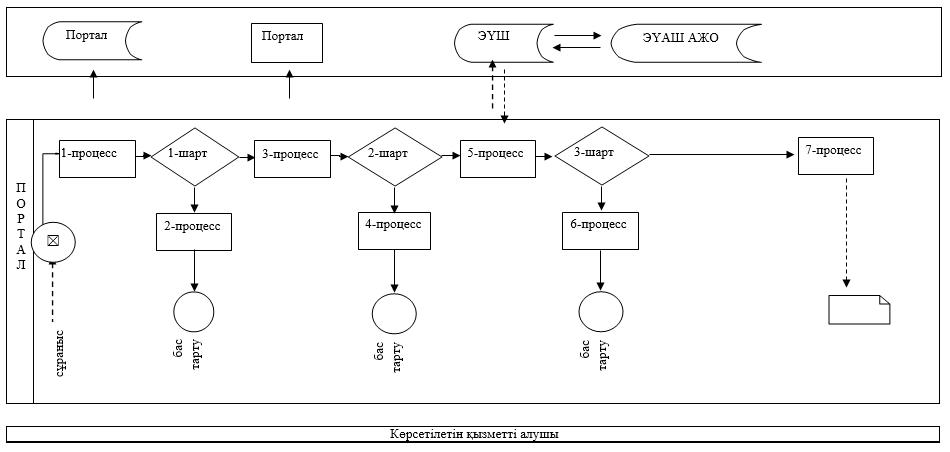 Портал
Портал
ЭҮШ
ЭҮАШ АЖО
ПОРТАЛ
1-процесс
1-шарт
3-процесс
2-шарт
5-процесс
3-шарт
7-процесс
2-процесс
4-процесс
6-процесс
сұраныс
бас
тарту
бас
тарту
бас
тарту
Көрсетілетін қызметті алушы